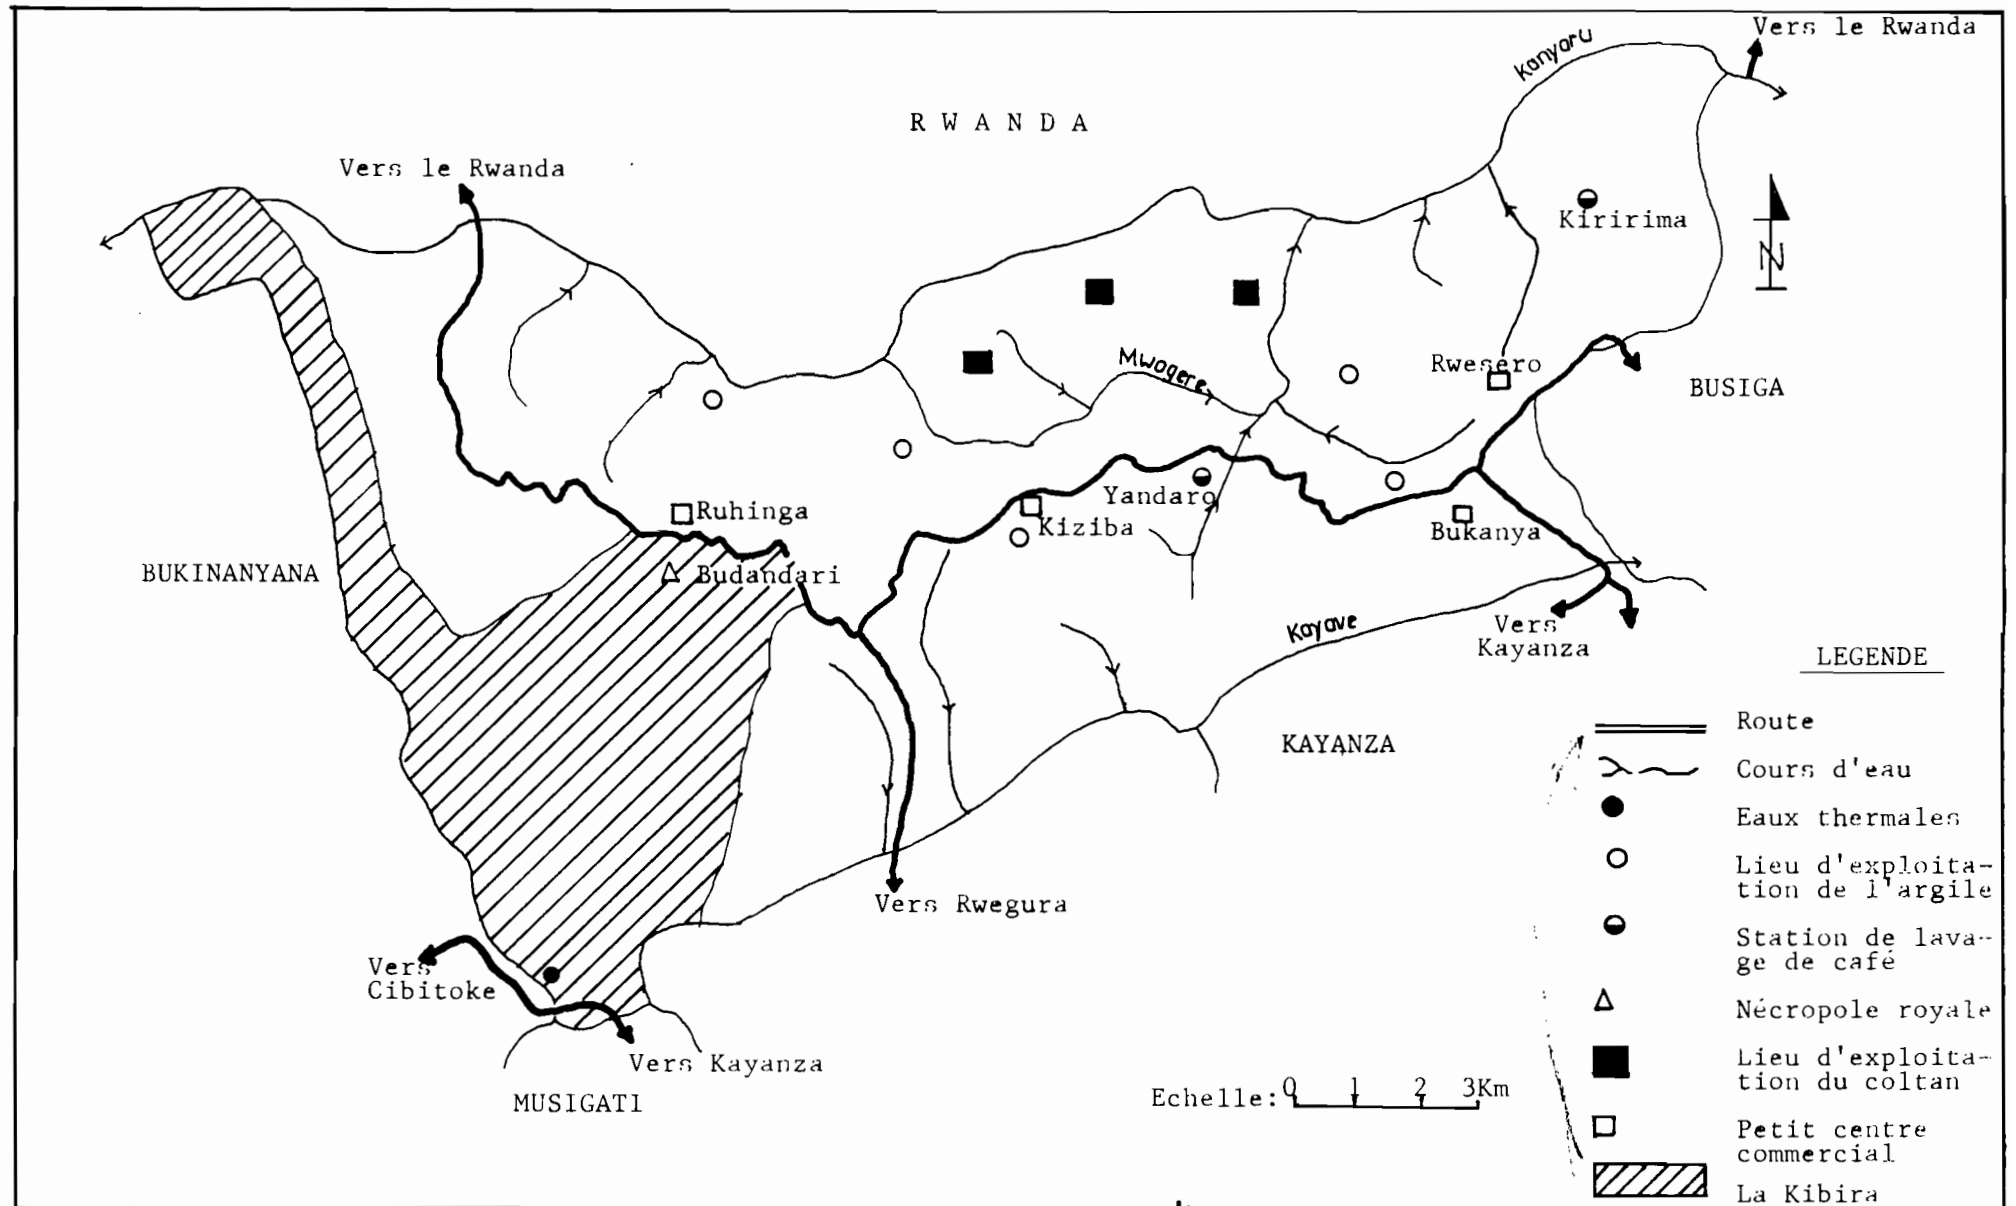 Vers le Rwanda
Kanyaru
R W A N D A
Vers le Rwanda
Kiririma
N
Mwogere
Rwesero
BUSIGA
Yandaro
Ruhinga
Kiziba
Bukanya
BUKINANYANA
Budandari
Kayave
Vers
Kayanza
KAYANZA
Vers Rwegura
Vers
Cibitoke
Vers Kayanza
MUSIGATI
Echelle: 0 1 2 3Km
LEGENDE
Route
Cours d'eau
Eaux thermales
Lieu d'exploita-
tion de l'argile
Station de lava-
ge de café
Nécropole royale
Lieu d'exploita-
tion du coltan
Petit centre
commercial
La Kibira